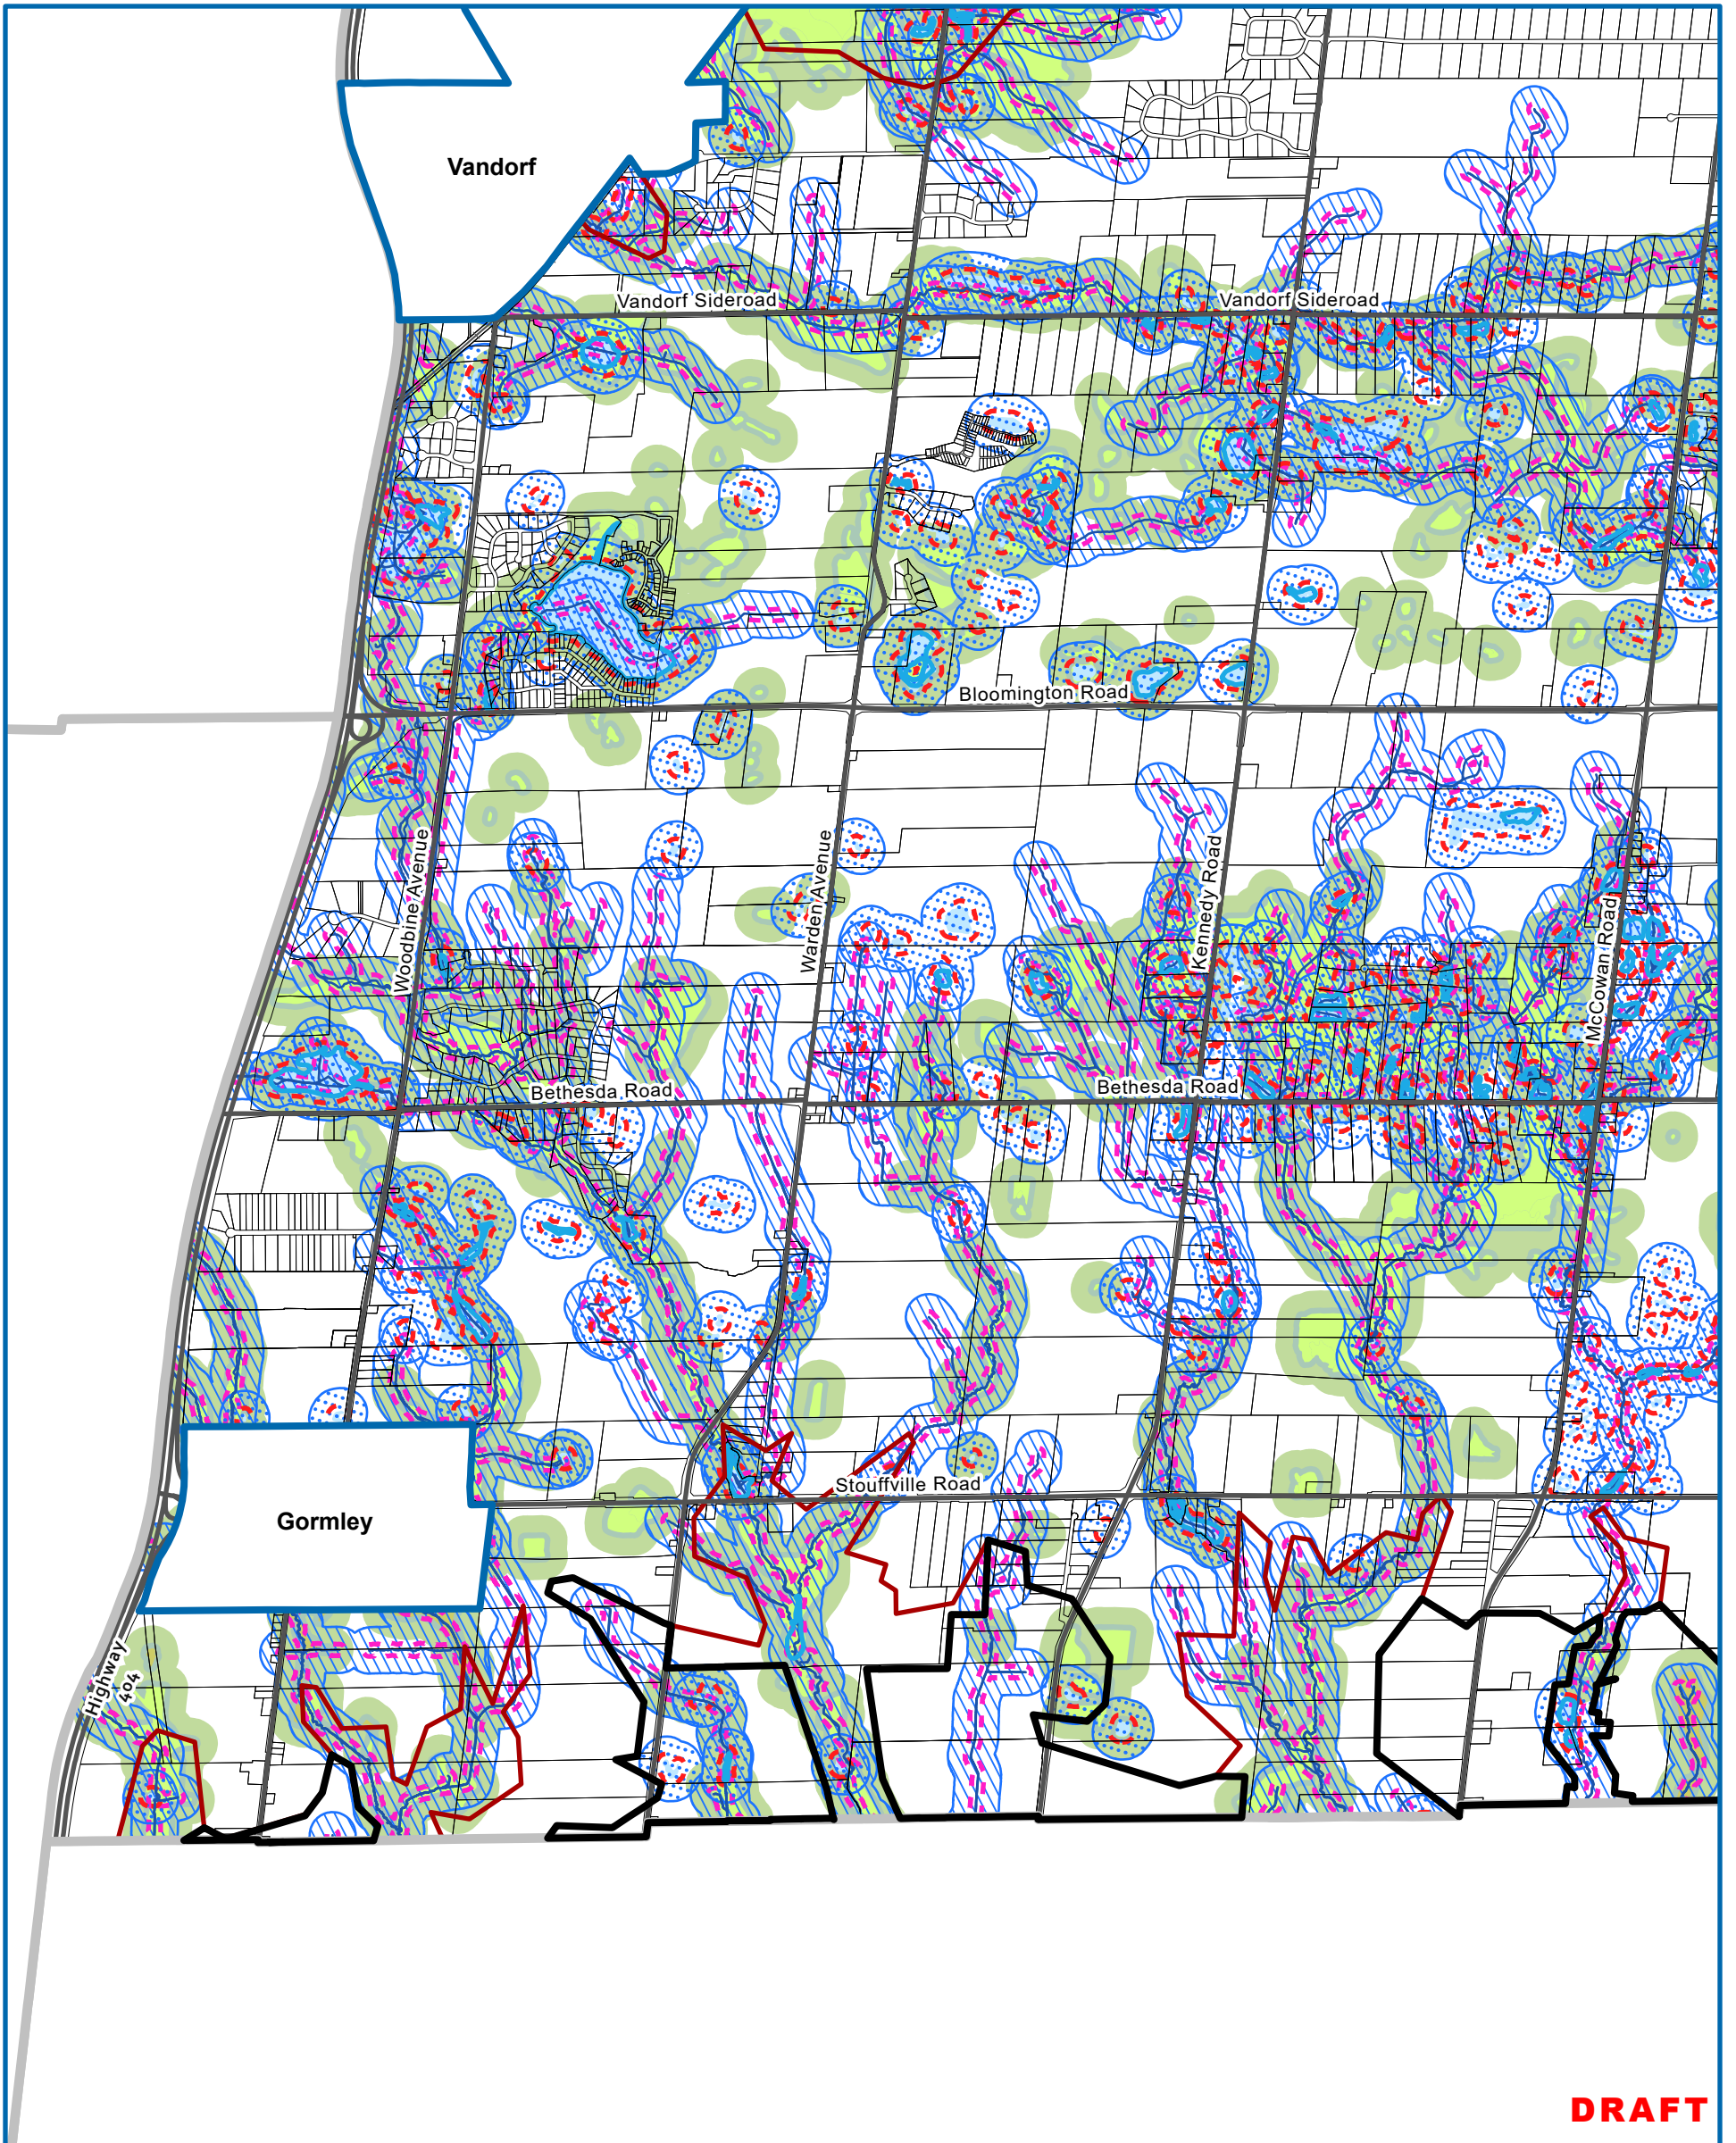 Vandorf
Vandorf Sideroad
Vandorf Sideroad
Bloomington Road
Woodbine Avenue
Warden Avenue
Kennedy Road
McCowan Road
Bethesda Road
Bethesda Road
Stouffville Road
Gormley
Highway
404
DRAFT